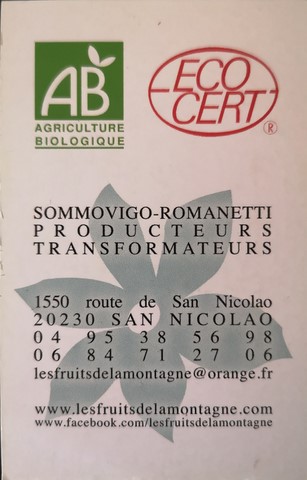 AB
AGRICULTURE
BIOLOGIQUE
ECO
CERT
®
SOMMOVIGO-ROMANETTI
PRODUCTEURS
TRANSFORMATEURS
1550 route de San Nicolao
20230 SAN NICOLAO
04 95 38 56 98
06 84 71 27 06
lesfruitsdelamontagne@orange.fr
www.lesfruitsdelamontagne.com
www.facebook.com/lesfruitsdelamontagne